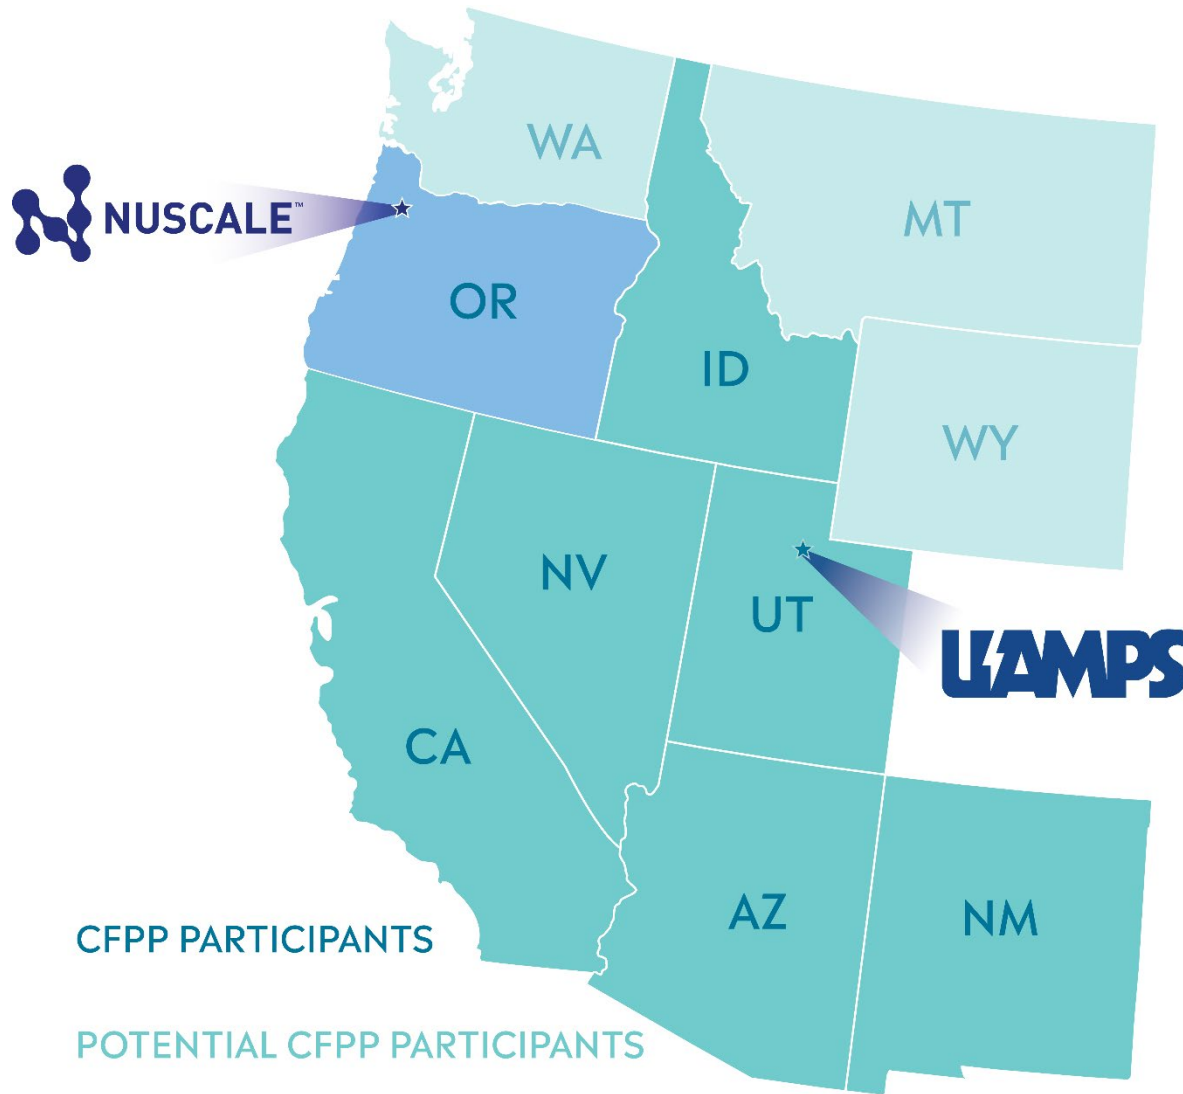 WA
MT
NUSCALE™
OR
ID
WY
NV
UT
UAMPS
CA
AZ
NM
CFPP PARTICIPANTS
POTENTIAL CFPP PARTICIPANTS